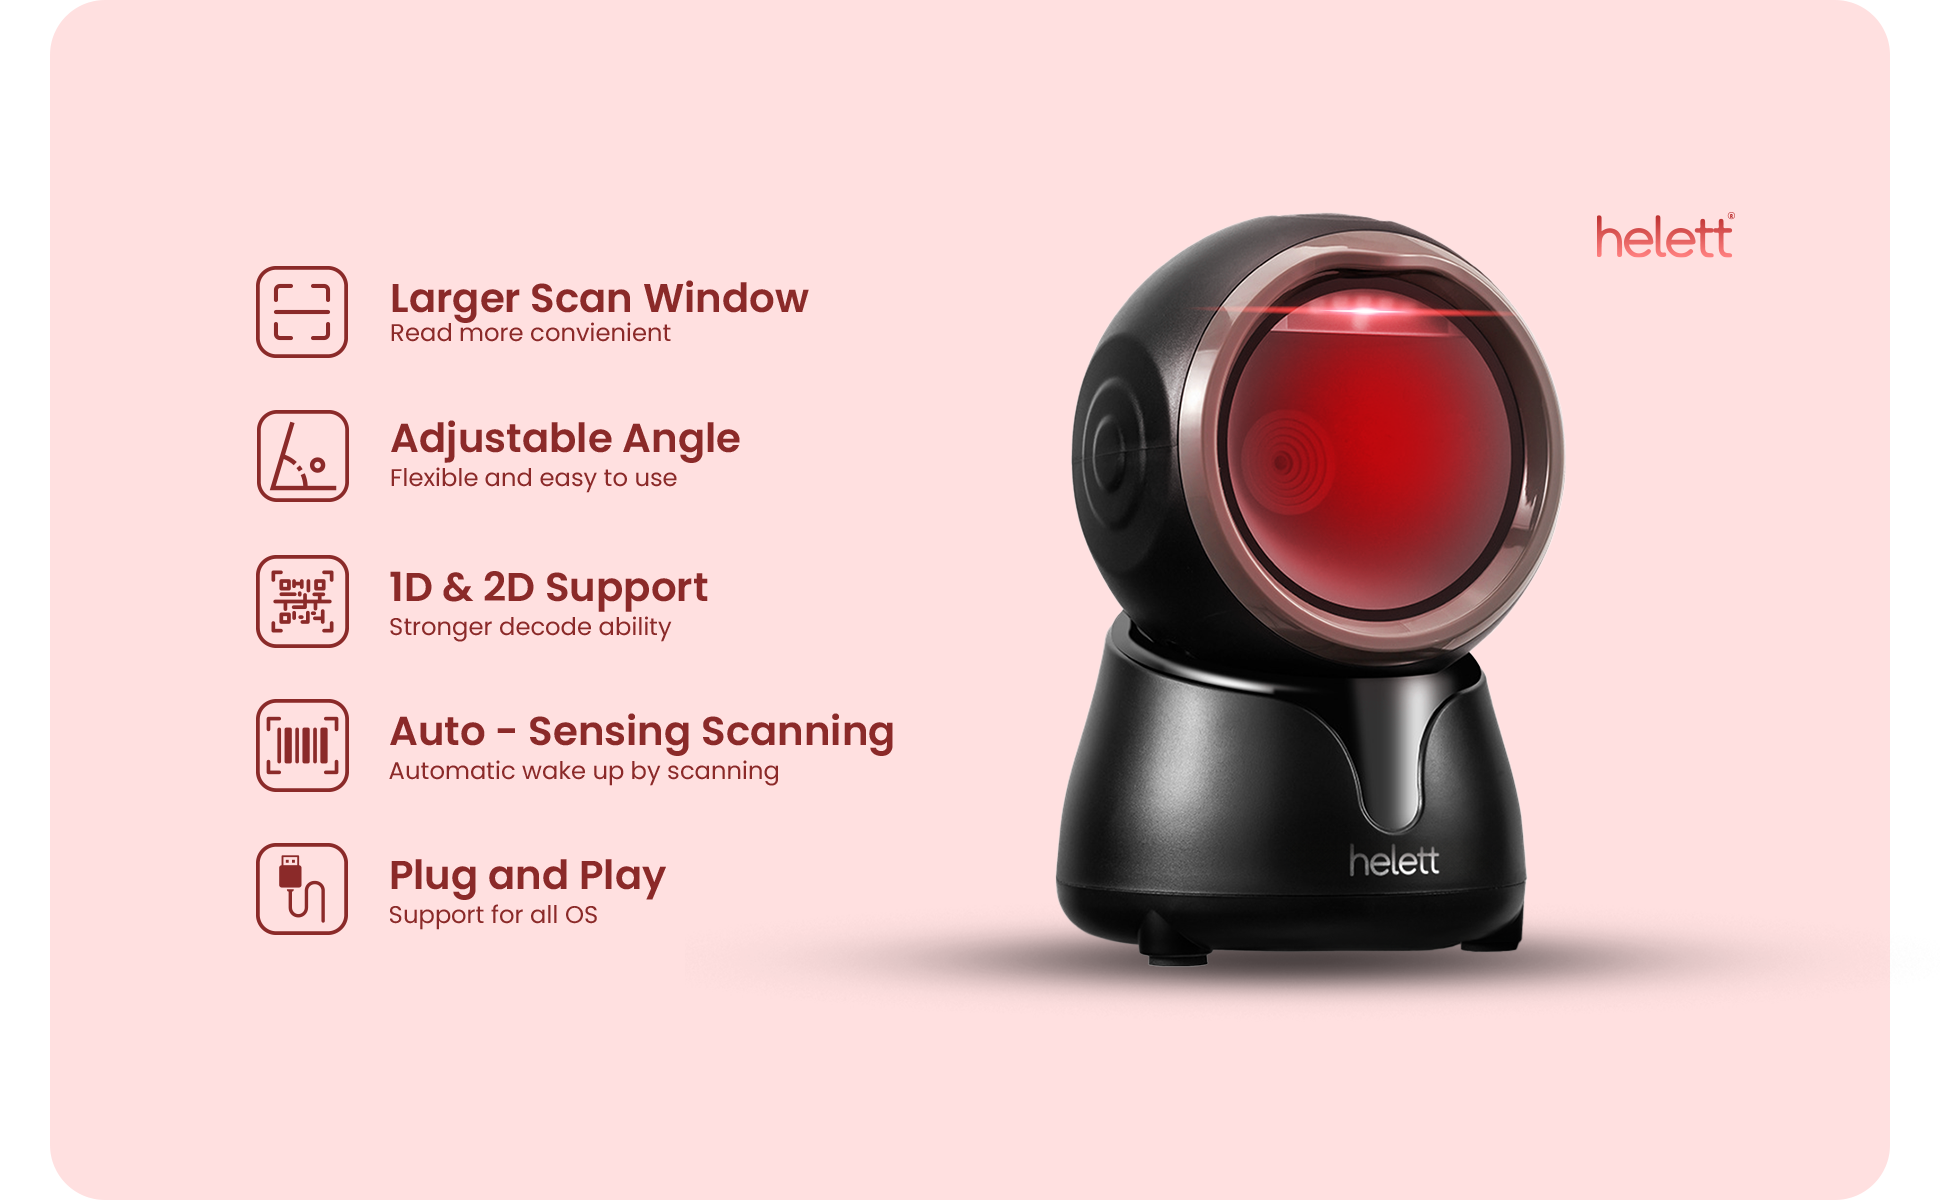 helett®
Larger Scan Window
Read more convienient
Adjustable Angle
Flexible and easy to use
1D & 2D Support
Stronger decode ability
Auto - Sensing Scanning
Automatic wake up by scanning
Plug and Play
Support for all OS
helett